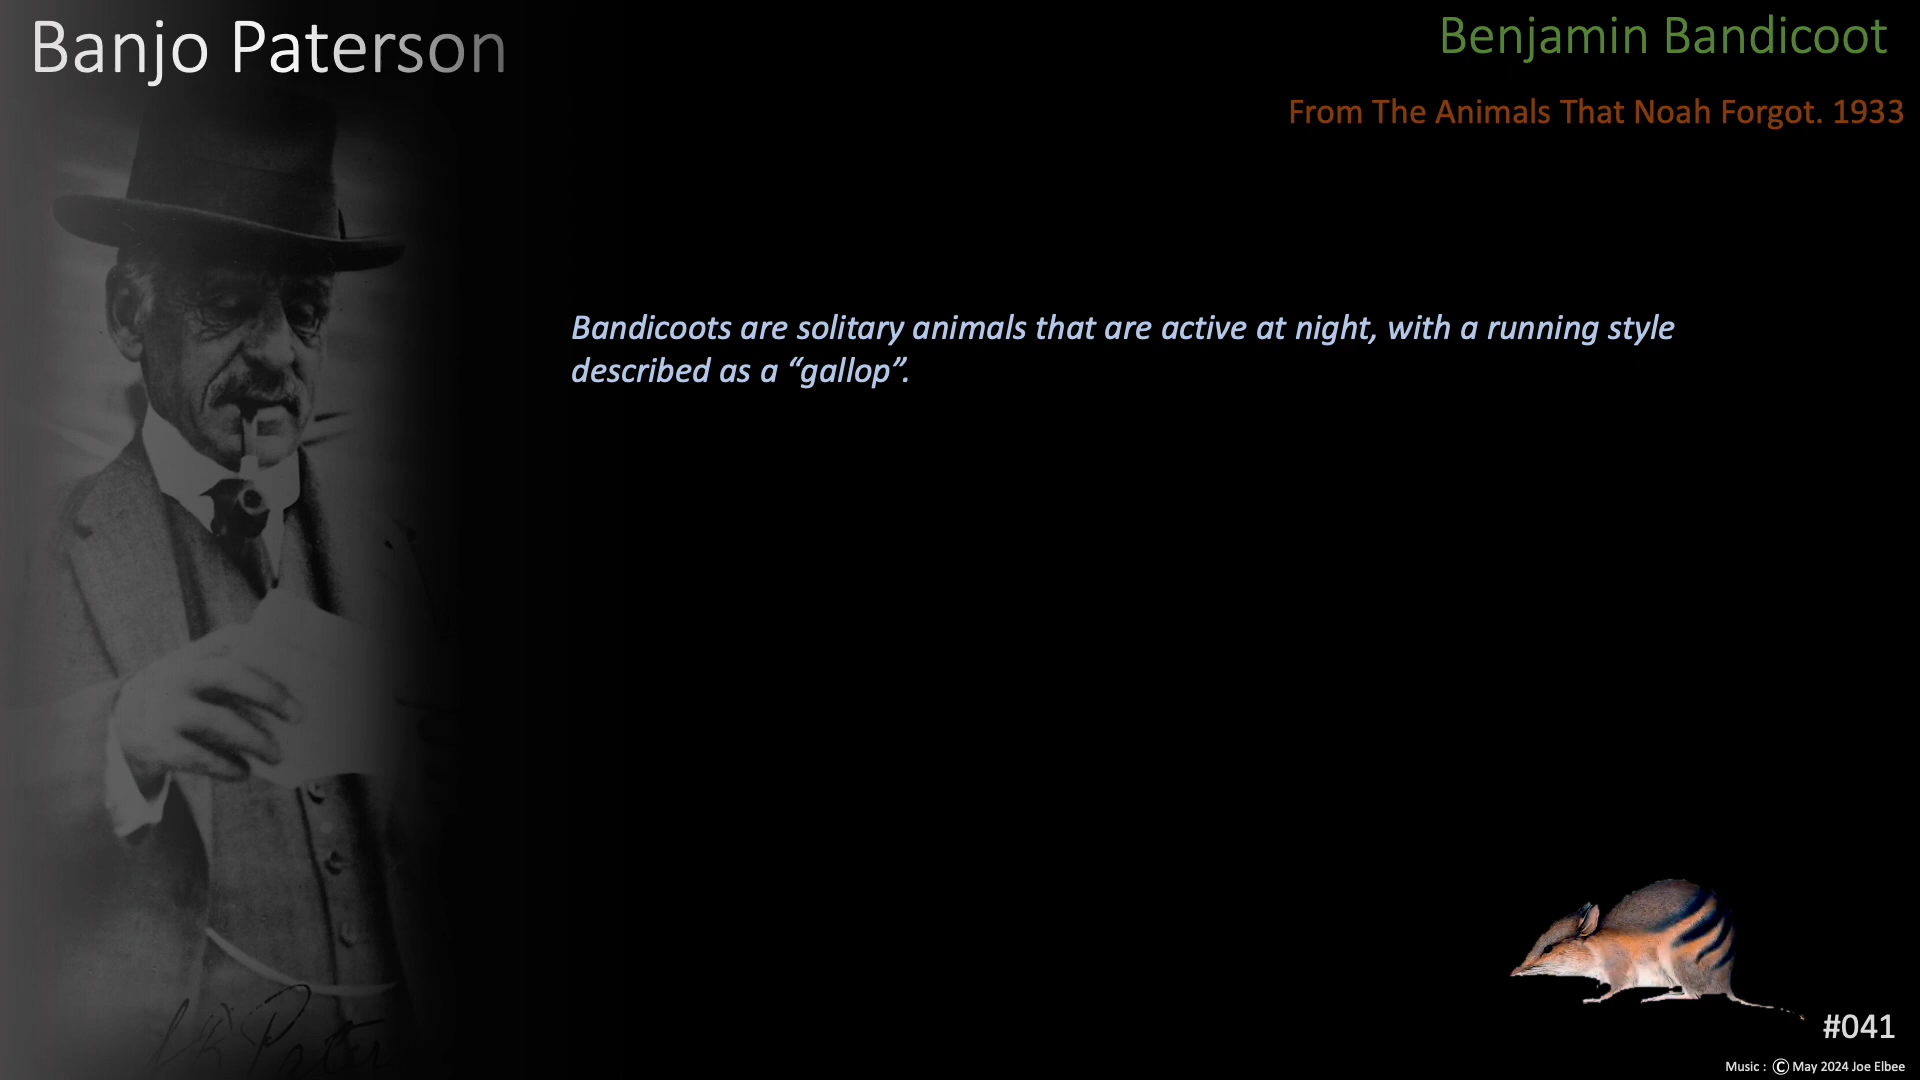 Banjo Paterson
Benjamin Bandicoot
From The Animals That Noah Forgot. 1933
Bandicoots are solitary animals that are active at night, with a running style
described as a “gallop”.
#041
Music : © May 2024 Joe Elbee